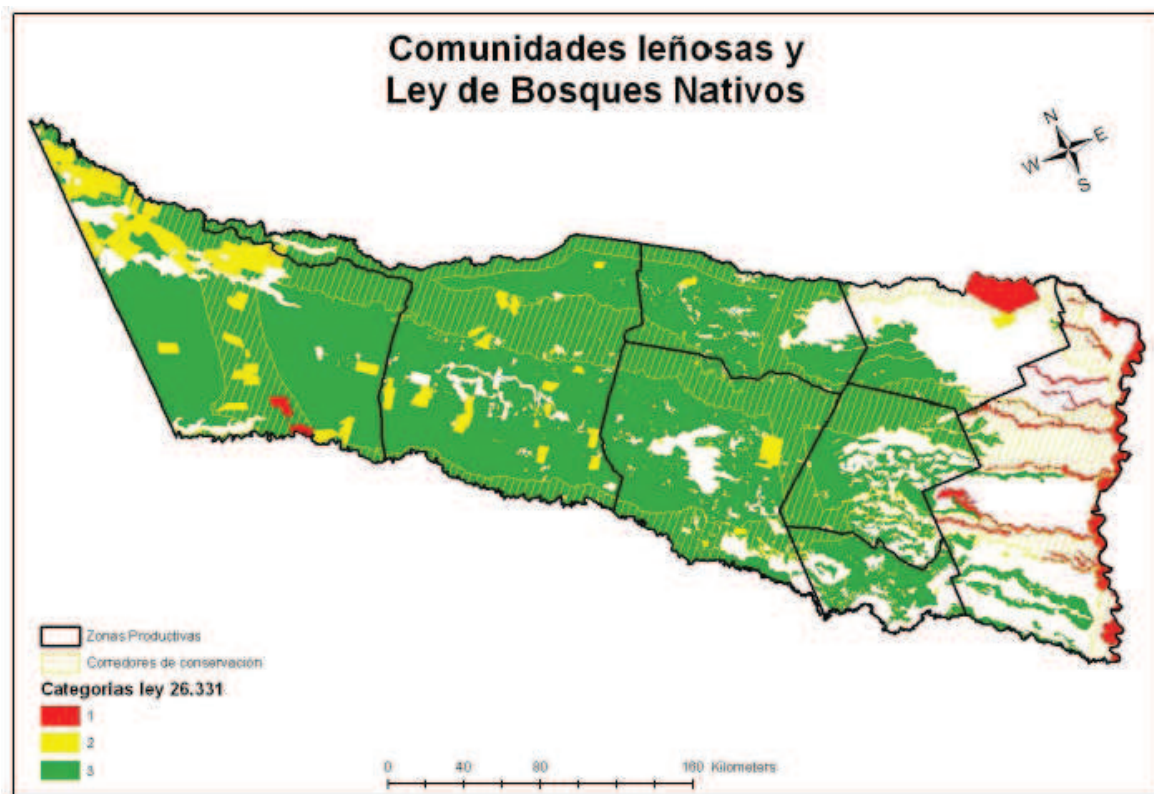 Comunidades leñosas y
Ley de Bosques Nativos
N
E
W
S
Zonas Productivas
Corredores de conservación
Categorias ley 26.331
1
2
3
0 40 80 160 Kilometers